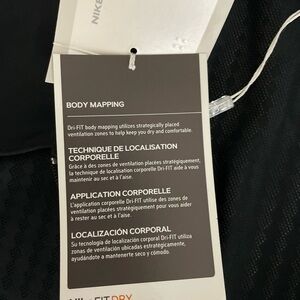 NIKE
BODY MAPPING
Dri-FIT body mapping utilizes strategically placed
ventilation zones to help keep you dry and comfortable.
TECHNIQUE DE LOCALISATION
CORPORELLE
Grâce à des zones de ventilation placées stratégiquement,
la technique de localisation corporelle Dri-FIT aide à vous
maintenir au sec et à l'aise.
APPLICATION CORPORELLE
L'application corporelle Dri-FIT utilise des zones de
ventilation placées stratégiquement pour vous aider
à rester au sec et à l'aise.
LOCALIZACIÓN CORPORAL
Su tecnología de localización corporal Dri-FIT utiliza
zonas de ventilación ubicadas estratégicamente,
ayudándote a mantenerte seco y cómodo.
FIT DRY